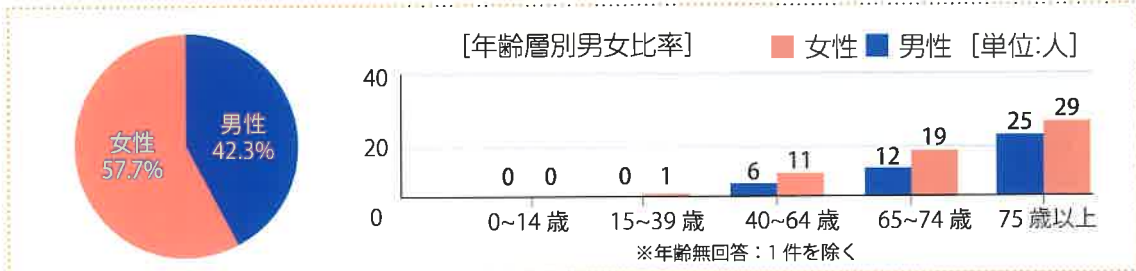 女性
57.7%
男性
42.3%
[年齢層別男女比率]
女性 男性 [単位:人]
40
20
0
0 0 0 1 6 11 12 19 25 29
0~14 歳 15~39 歳 40~64 歳 65~74 歳 75 歳以上
※年齢無回答：1 件を除く